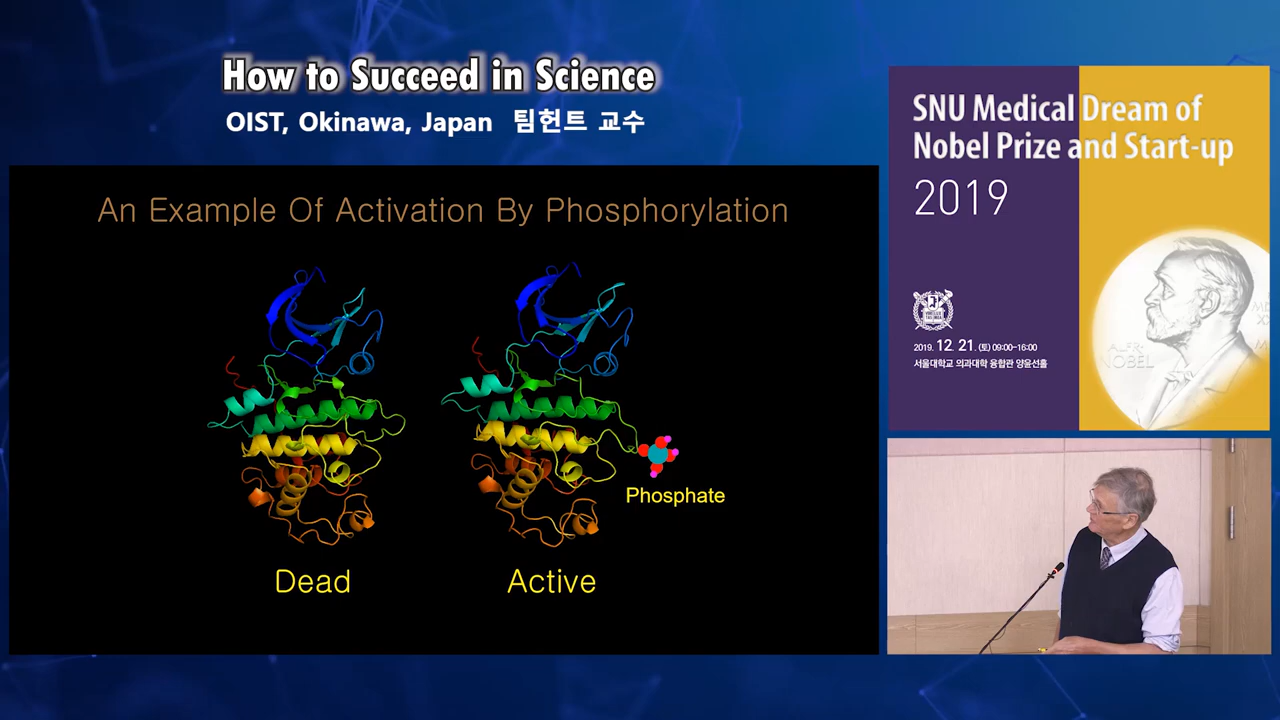 How to Succeed in Science
OIST, Okinawa, Japan 팀헌트 교수
An Example Of Activation By Phosphorylation
Phosphate
Dead
Active
SNU Medical Dream of
Nobel Prize and Start-up
2019
2019. 12. 21. (토) 09:00~16:00
서울대학교 의과대학 융합관 양윤선홀
NOBEL